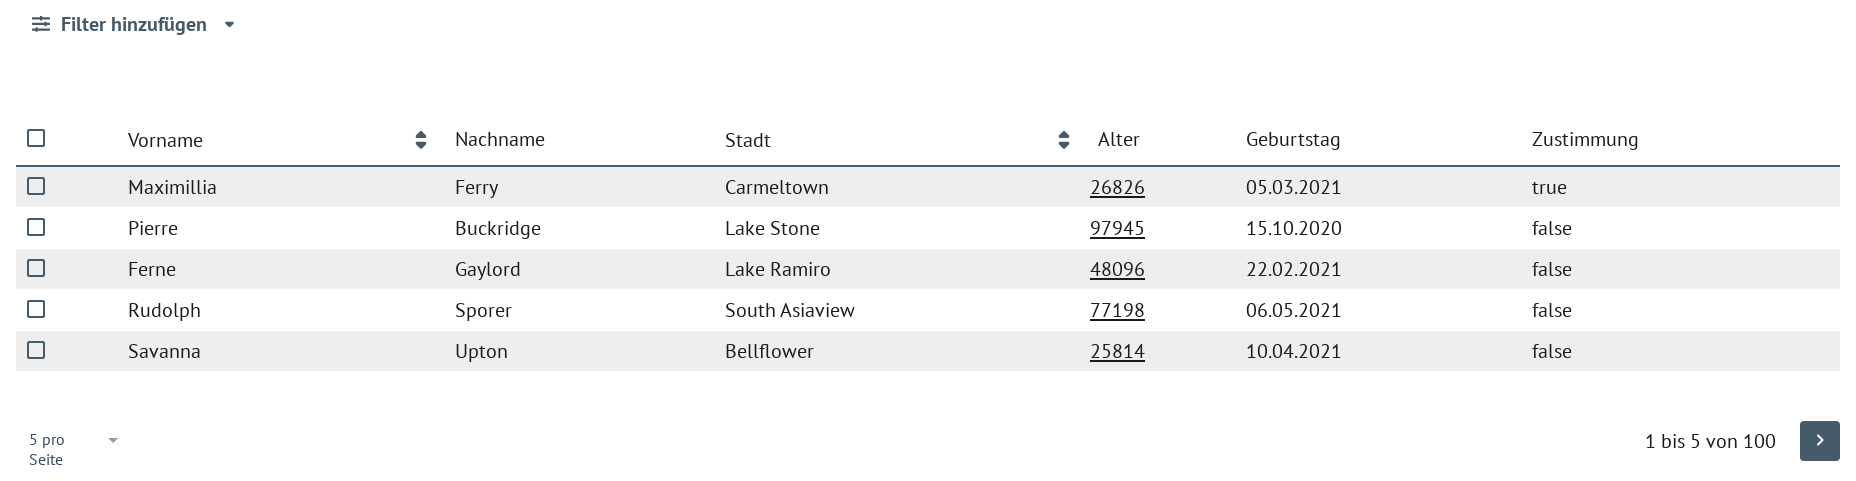 Filter hinzufügen
Vorname Nachname Stadt Alter Geburtstag Zustimmung
Maximillia Ferry Carmeltown 26826 05.03.2021 true
Pierre Buckridge Lake Stone 97945 15.10.2020 false
Ferne Gaylord Lake Ramiro 48096 22.02.2021 false
Rudolph Sporer South Asiaview 77198 06.05.2021 false
Savanna Upton Bellflower 25814 10.04.2021 false
5 pro
Seite
1 bis 5 von 100